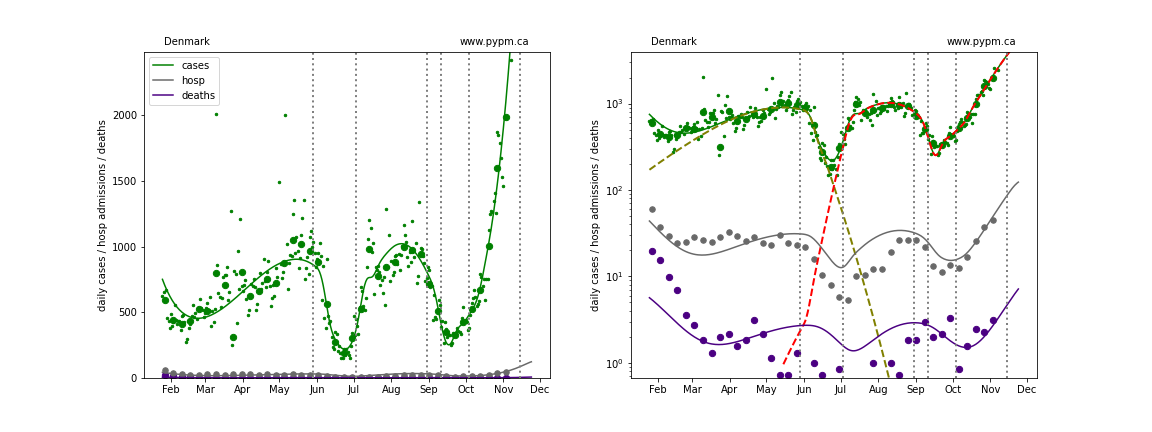 Denmark www.pypm.ca
cases
hosp
deaths
daily cases / hosp admissions / deaths
2000
1500
1000
500
0
Feb Mar Apr May Jun Jul Aug Sep Oct Nov Dec
Denmark www.pypm.ca
daily cases / hosp admissions / deaths
10³
10²
10¹
10⁰
Feb Mar Apr May Jun Jul Aug Sep Oct Nov Dec